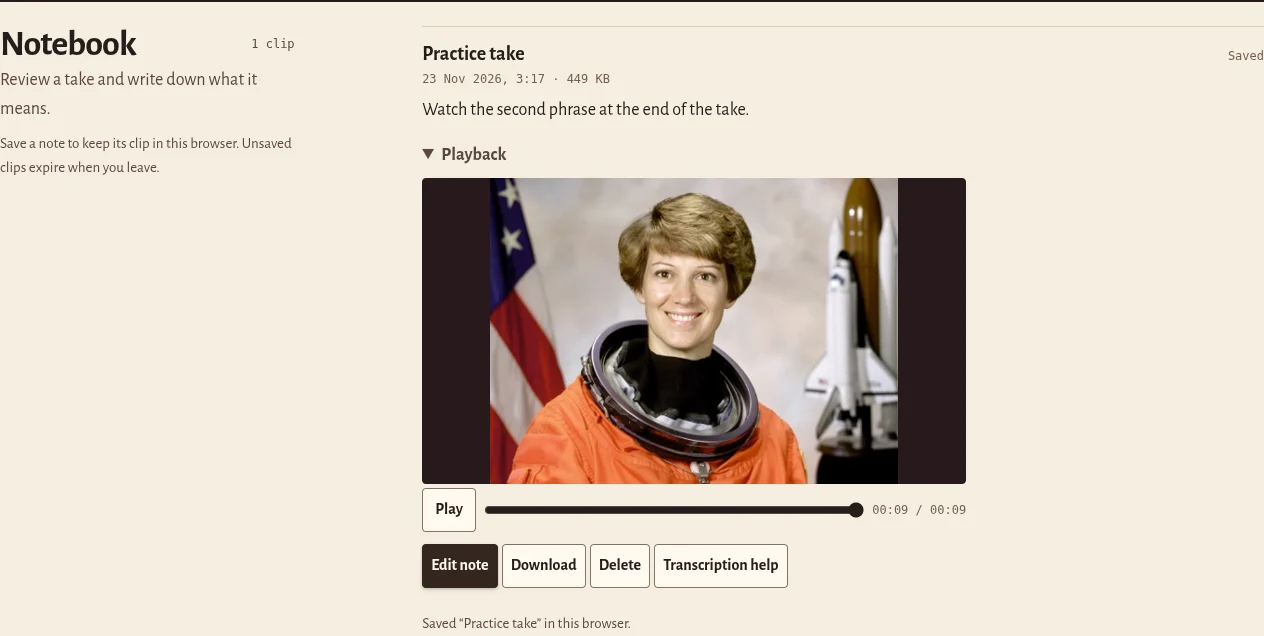 Notebook
1 clip
Review a take and write down what it
means.
Save a note to keep its clip in this browser. Unsaved
clips expire when you leave.
Practice take
Saved
23 Nov 2026, 3:17 · 449 KB
Watch the second phrase at the end of the take.
▼ Playback
Play
00:09 / 00:09
Edit note
Download
Delete
Transcription help
Saved “Practice take” in this browser.